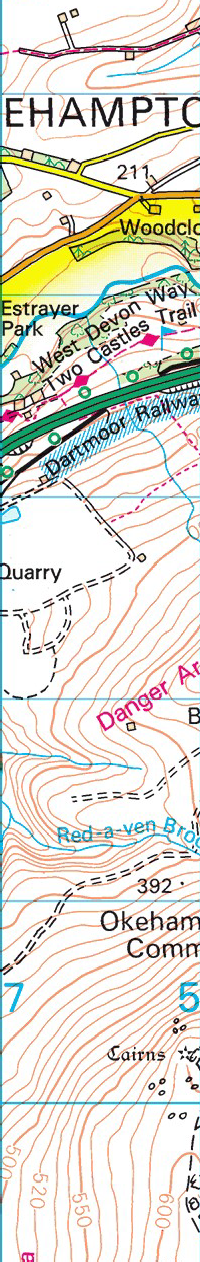 EHAMPTO
211
Woodclo
Estrayer
Park
West Devon Way
Two Castles Trail
Dartmoor Railwa
Quarry
Danger Ar
B
Red-a-ven Broo
392
Okeham
Comm
7
5
Cairns
500
520
550
600
a